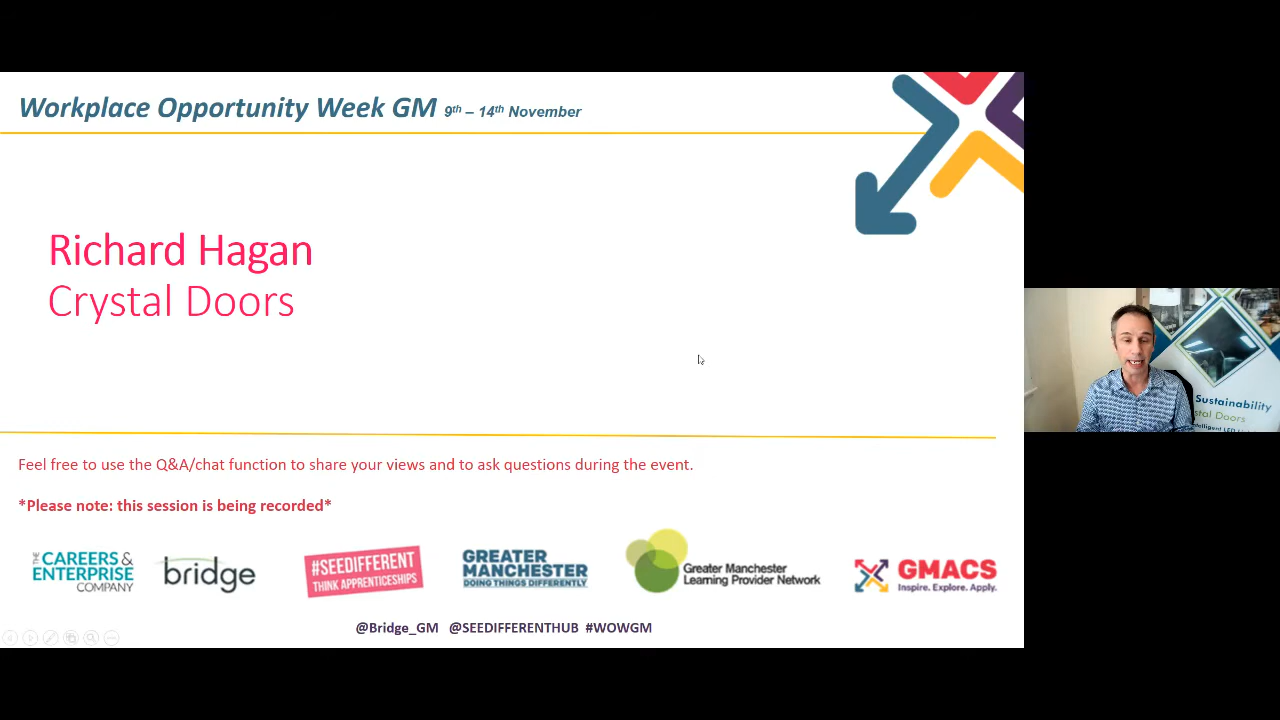 Workplace Opportunity Week GM 9th – 14th November
Richard Hagan
Crystal Doors
Sustainability
stal Doors
Feel free to use the Q&A/chat function to share your views and to ask questions during the event.
*Please note: this session is being recorded*
THE CAREERS &
ENTERPRISE
COMPANY
bridge
#SEEDIFFERENT
THINK APPRENTICESHIPS
GREATER
MANCHESTER
DOING THINGS DIFFERENTLY
Greater Manchester
Learning Provider Network
GMACS
Inspire. Explore. Apply.
@Bridge_GM @SEEDIFFERENTHUB #WOWGM